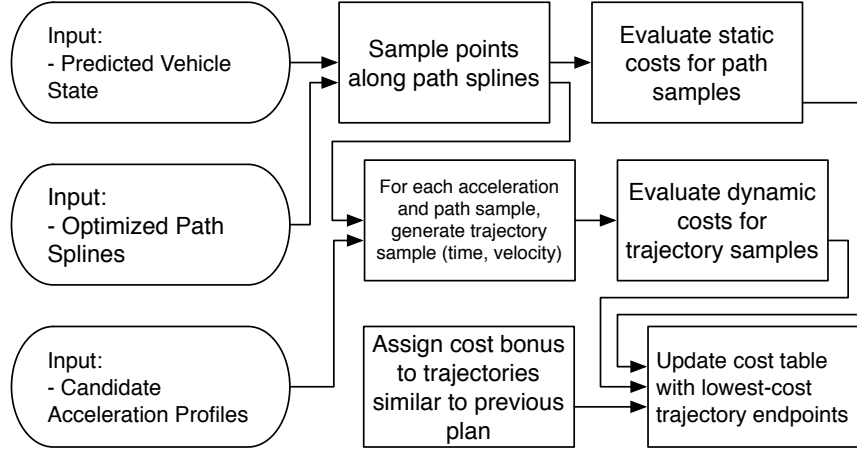 Input:
- Predicted Vehicle
State
Sample points
along path splines
Evaluate static
costs for path
samples
Input:
- Optimized Path
Splines
For each acceleration
and path sample,
generate trajectory
sample (time, velocity)
Evaluate dynamic
costs for
trajectory samples
Input:
- Candidate
Acceleration Profiles
Assign cost bonus
to trajectories
similar to previous
plan
Update cost table
with lowest-cost
trajectory endpoints